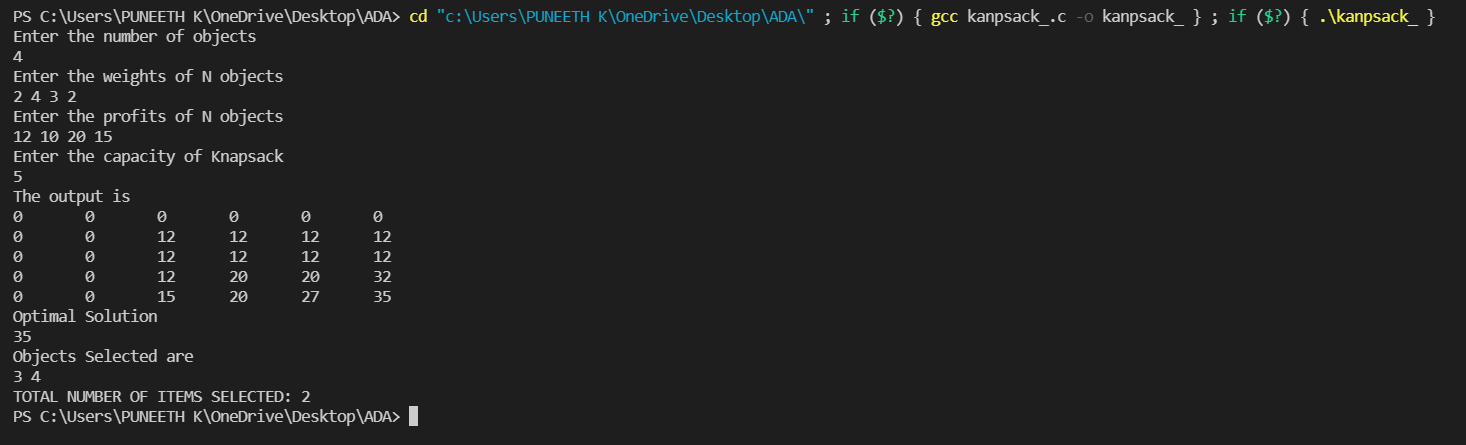 PS C:\Users\PUNEETH K\OneDrive\Desktop\ADA> cd "c:\Users\PUNEETH K\OneDrive\Desktop\ADA\" ; if ($?) { gcc kanpsack_.c -o kanpsack_ } ; if ($?) { .\kanpsack_ }
Enter the number of objects
4
Enter the weights of N objects
2 4 3 2
Enter the profits of N objects
12 10 20 15
Enter the capacity of Knapsack
5
The output is
0 0 0 0 0 0
0 0 12 12 12 12
0 0 12 12 12 12
0 0 12 20 20 32
0 0 15 20 27 35
Optimal Solution
35
Objects Selected are
3 4
TOTAL NUMBER OF ITEMS SELECTED: 2
PS C:\Users\PUNEETH K\OneDrive\Desktop\ADA>